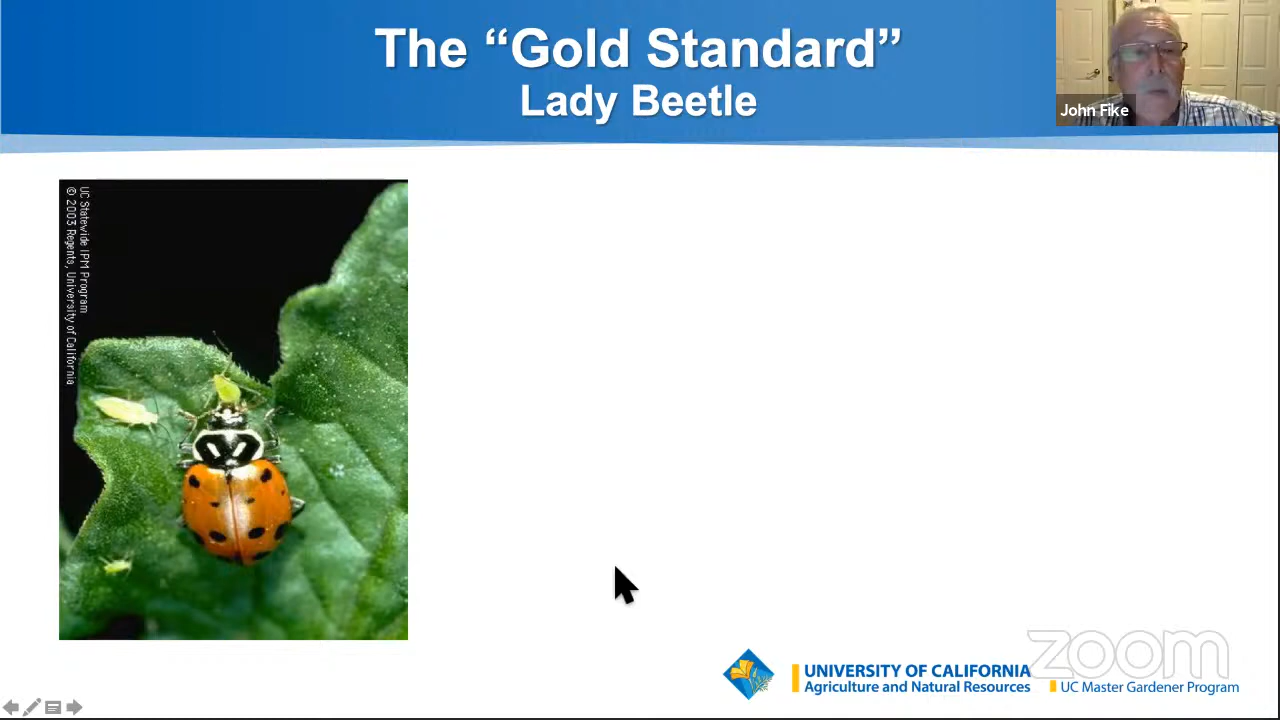 The “Gold Standard”
Lady Beetle
John Fike
UC Statewide IPM Program
© 2003 Regents, University of California
zoom
UNIVERSITY OF CALIFORNIA
Agriculture and Natural Resources
UC Master Gardener Program